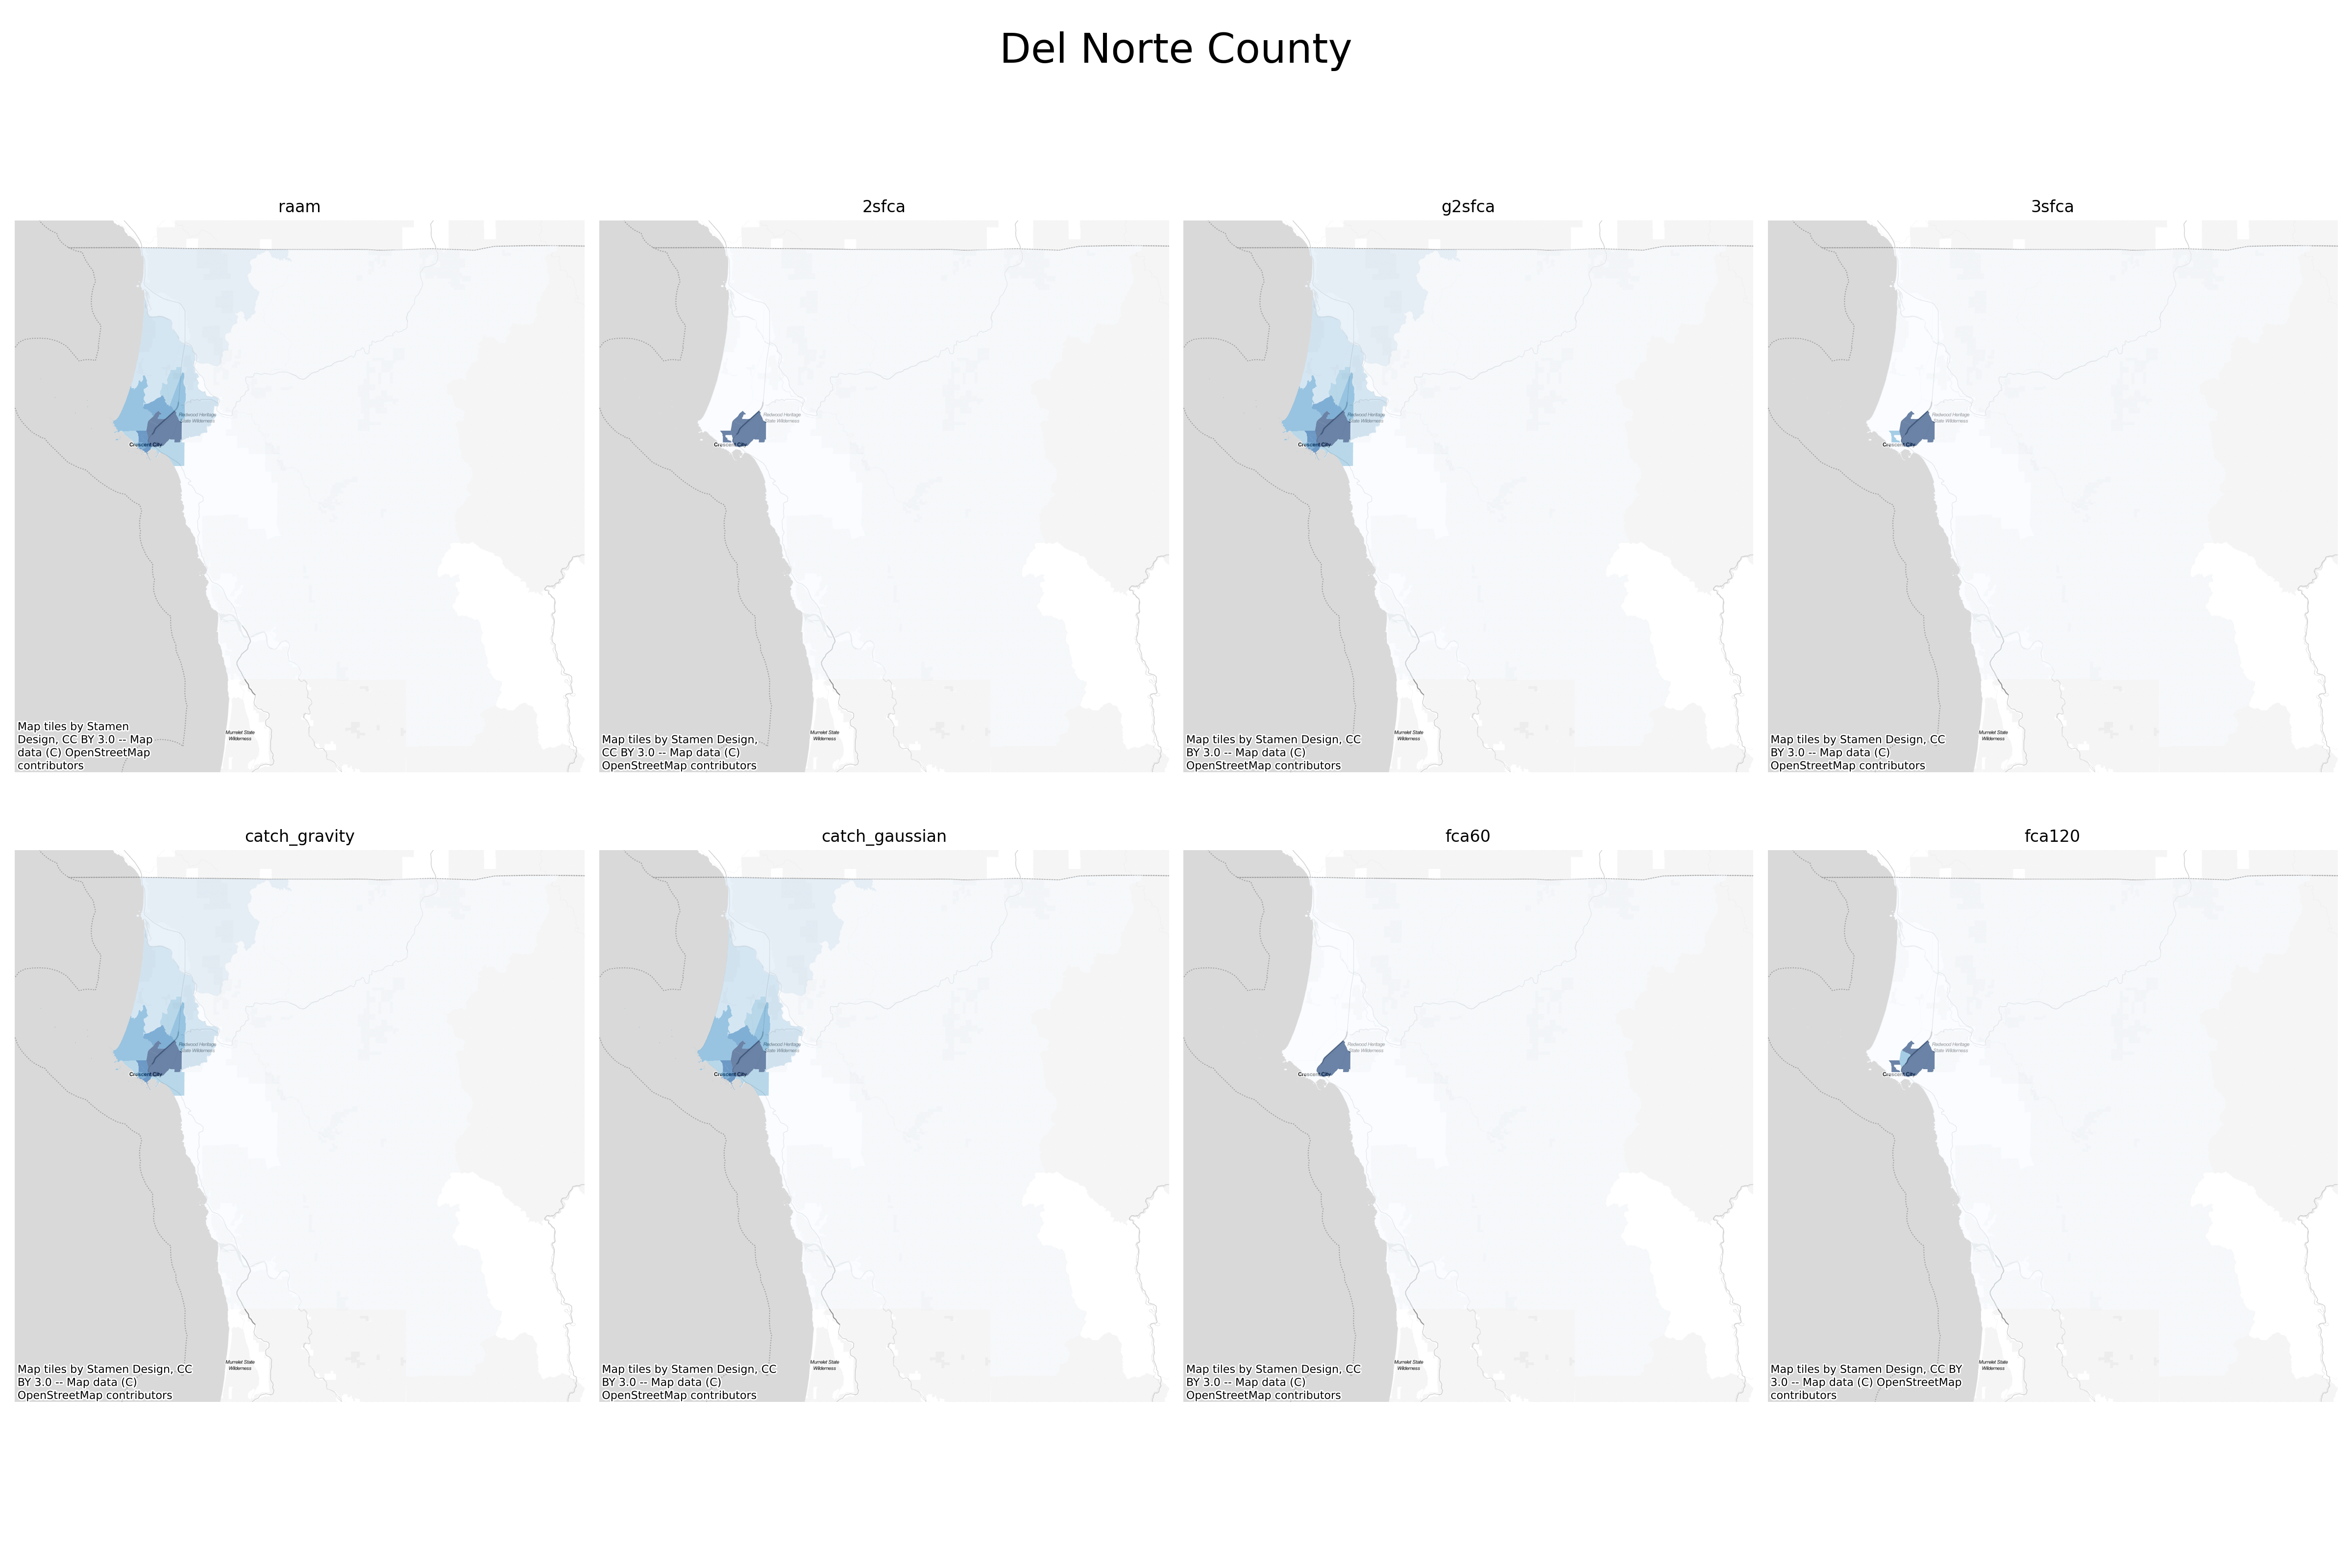 Del Norte County
raam
2sfca
g2sfca
3sfca
Redwood Heritage
State Wilderness
Crescent City
Murrelet State
Wilderness
Map tiles by Stamen
Design, CC BY 3.0 -- Map
data (C) OpenStreetMap
contributors
Redwood Heritage
State Wilderness
Crescent City
Murrelet State
Wilderness
Map tiles by Stamen Design,
CC BY 3.0 -- Map data (C)
OpenStreetMap contributors
Redwood Heritage
State Wilderness
Crescent City
Murrelet State
Wilderness
Map tiles by Stamen Design, CC
BY 3.0 -- Map data (C)
OpenStreetMap contributors
Redwood Heritage
State Wilderness
Crescent City
Murrelet State
Wilderness
Map tiles by Stamen Design, CC
BY 3.0 -- Map data (C)
OpenStreetMap contributors
catch_gravity
catch_gaussian
fca60
fca120
Redwood Heritage
State Wilderness
Crescent City
Murrelet State
Wilderness
Map tiles by Stamen Design, CC
BY 3.0 -- Map data (C)
OpenStreetMap contributors
Redwood Heritage
State Wilderness
Crescent City
Murrelet State
Wilderness
Map tiles by Stamen Design, CC
BY 3.0 -- Map data (C)
OpenStreetMap contributors
Redwood Heritage
State Wilderness
Crescent City
Murrelet State
Wilderness
Map tiles by Stamen Design, CC
BY 3.0 -- Map data (C)
OpenStreetMap contributors
Redwood Heritage
State Wilderness
Crescent City
Murrelet State
Wilderness
Map tiles by Stamen Design, CC BY
3.0 -- Map data (C) OpenStreetMap
contributors